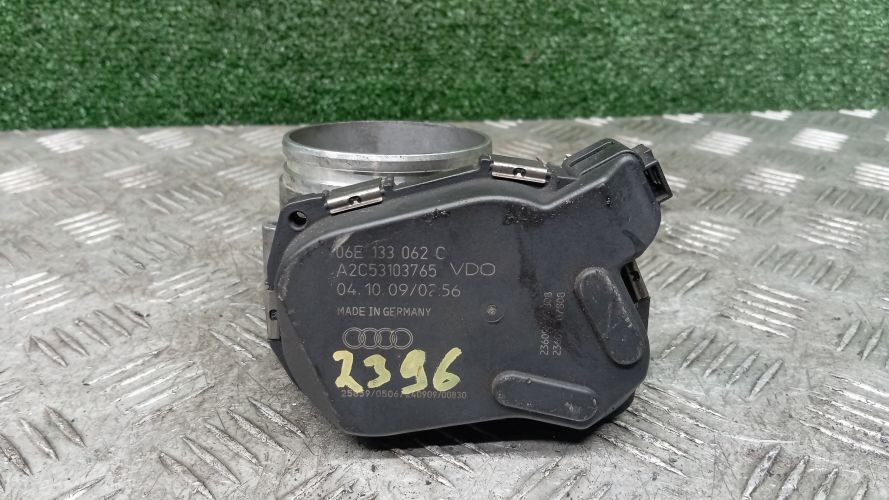 06E 133 062 C
A2C53103765 VDO
04.10.09/02:56
MADE IN GERMANY
2396